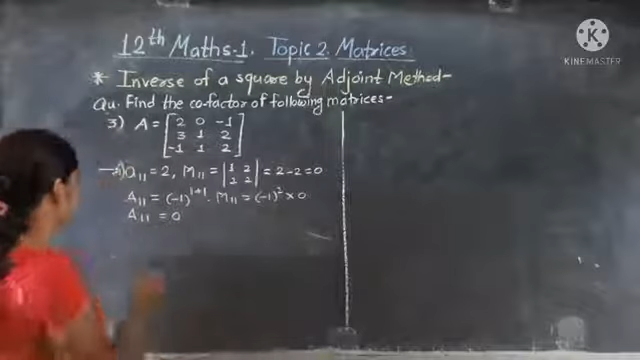 12th Maths-1. Topic 2. Matrices
* Inverse of a square by Adjoint Method-
Qu. Find the co-factor of following matrices-
3) A = [2 0 -1
3 1 2
-1 1 2]
a11 = 2, M11 = |1 2
1 2| = 2-2 = 0
A11 = (-1)^1+1 . M11 = (-1)^2 × 0
A11 = 0
K
KINEMASTER